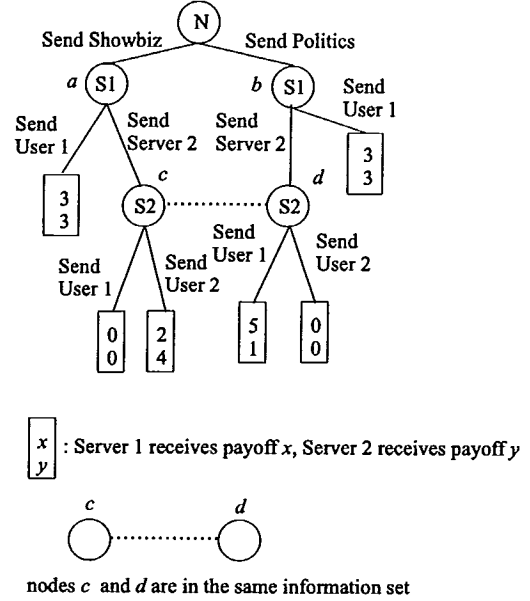 N
Send Showbiz
Send Politics
a
S1
b
S1
Send
User 1
Send
User 1
Send
Server 2
Send
Server 2
3
3
3
3
c
d
S2
S2
Send
User 1
Send
User 2
Send
User 1
Send
User 2
0
0
2
4
5
1
0
0
x
y
: Server 1 receives payoff x, Server 2 receives payoff y
c
d
nodes c and d are in the same information set